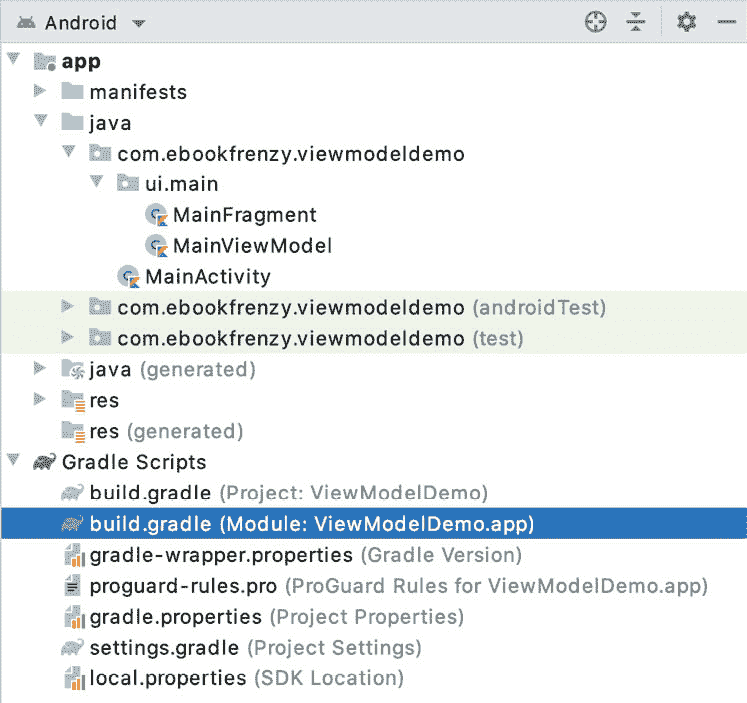 Android
app
manifests
java
com.ebookfrenzy.viewmodeldemo
ui.main
MainFragment
MainViewModel
MainActivity
com.ebookfrenzy.viewmodeldemo (androidTest)
com.ebookfrenzy.viewmodeldemo (test)
java (generated)
res
res (generated)
Gradle Scripts
build.gradle (Project: ViewModelDemo)
build.gradle (Module: ViewModelDemo.app)
gradle-wrapper.properties (Gradle Version)
proguard-rules.pro (ProGuard Rules for ViewModelDemo.app)
gradle.properties (Project Properties)
settings.gradle (Project Settings)
local.properties (SDK Location)